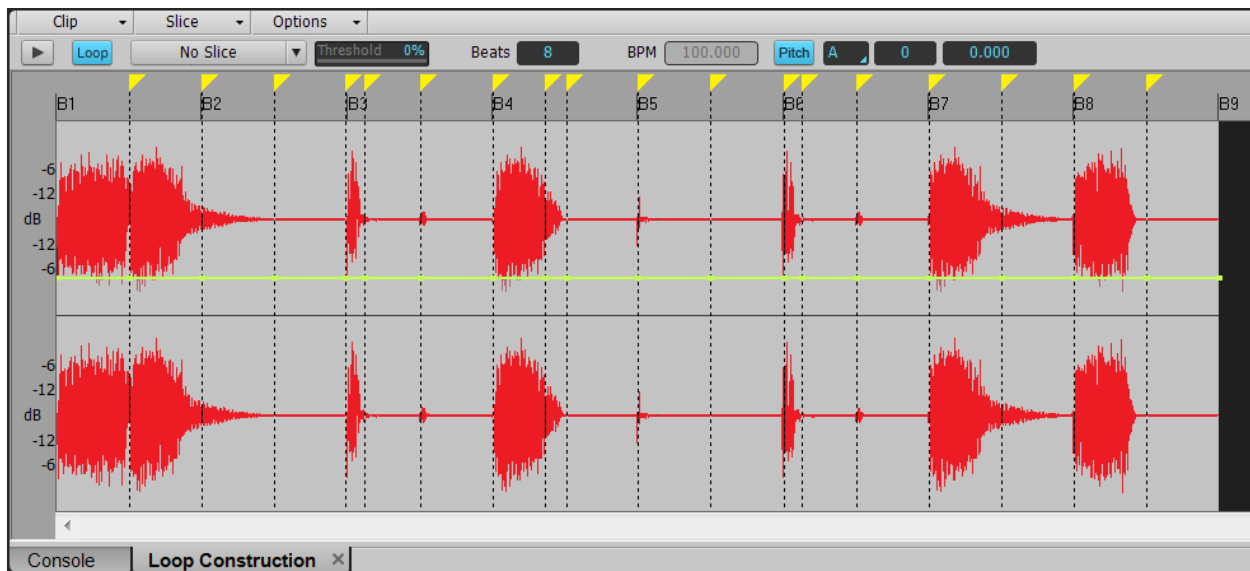 Clip Slice Options
Loop No Slice Threshold 0% Beats 8 BPM 100.000 Pitch A 0 0.000
B1 B2 B3 B4 B5 B6 B7 B8 B9
-6
-12
dB
-12
-6
-6
-12
dB
-12
-6
Console Loop Construction